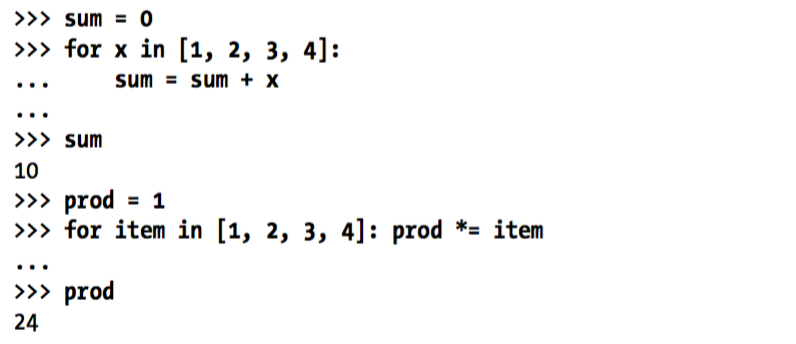 >>> sum = 0
>>> for x in [1, 2, 3, 4]:
...     sum = sum + x
...
>>> sum
10
>>> prod = 1
>>> for item in [1, 2, 3, 4]: prod *= item
...
>>> prod
24